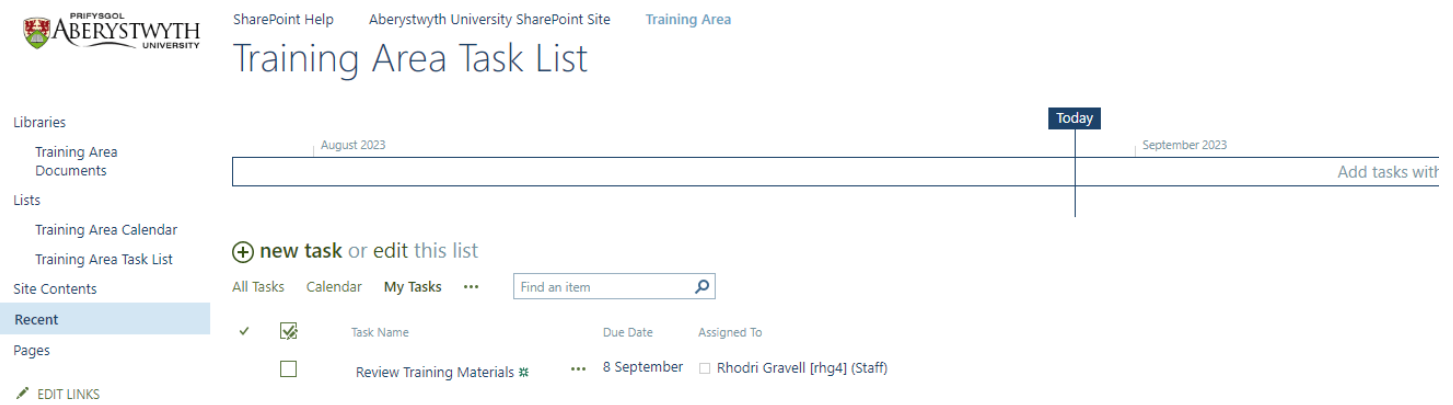 PRIFYSGOL
ABERYSTWYTH
UNIVERSITY
SharePoint Help Aberystwyth University SharePoint Site Training Area
Training Area Task List
Libraries
Training Area
Documents
Lists
Training Area Calendar
Training Area Task List
Site Contents
Recent
Pages
EDIT LINKS
Today
August 2023 September 2023
Add tasks with
new task or edit this list
All Tasks Calendar My Tasks ••• Find an item
Task Name Due Date Assigned To
Review Training Materials ••• 8 September Rhodri Gravell [rhg4] (Staff)